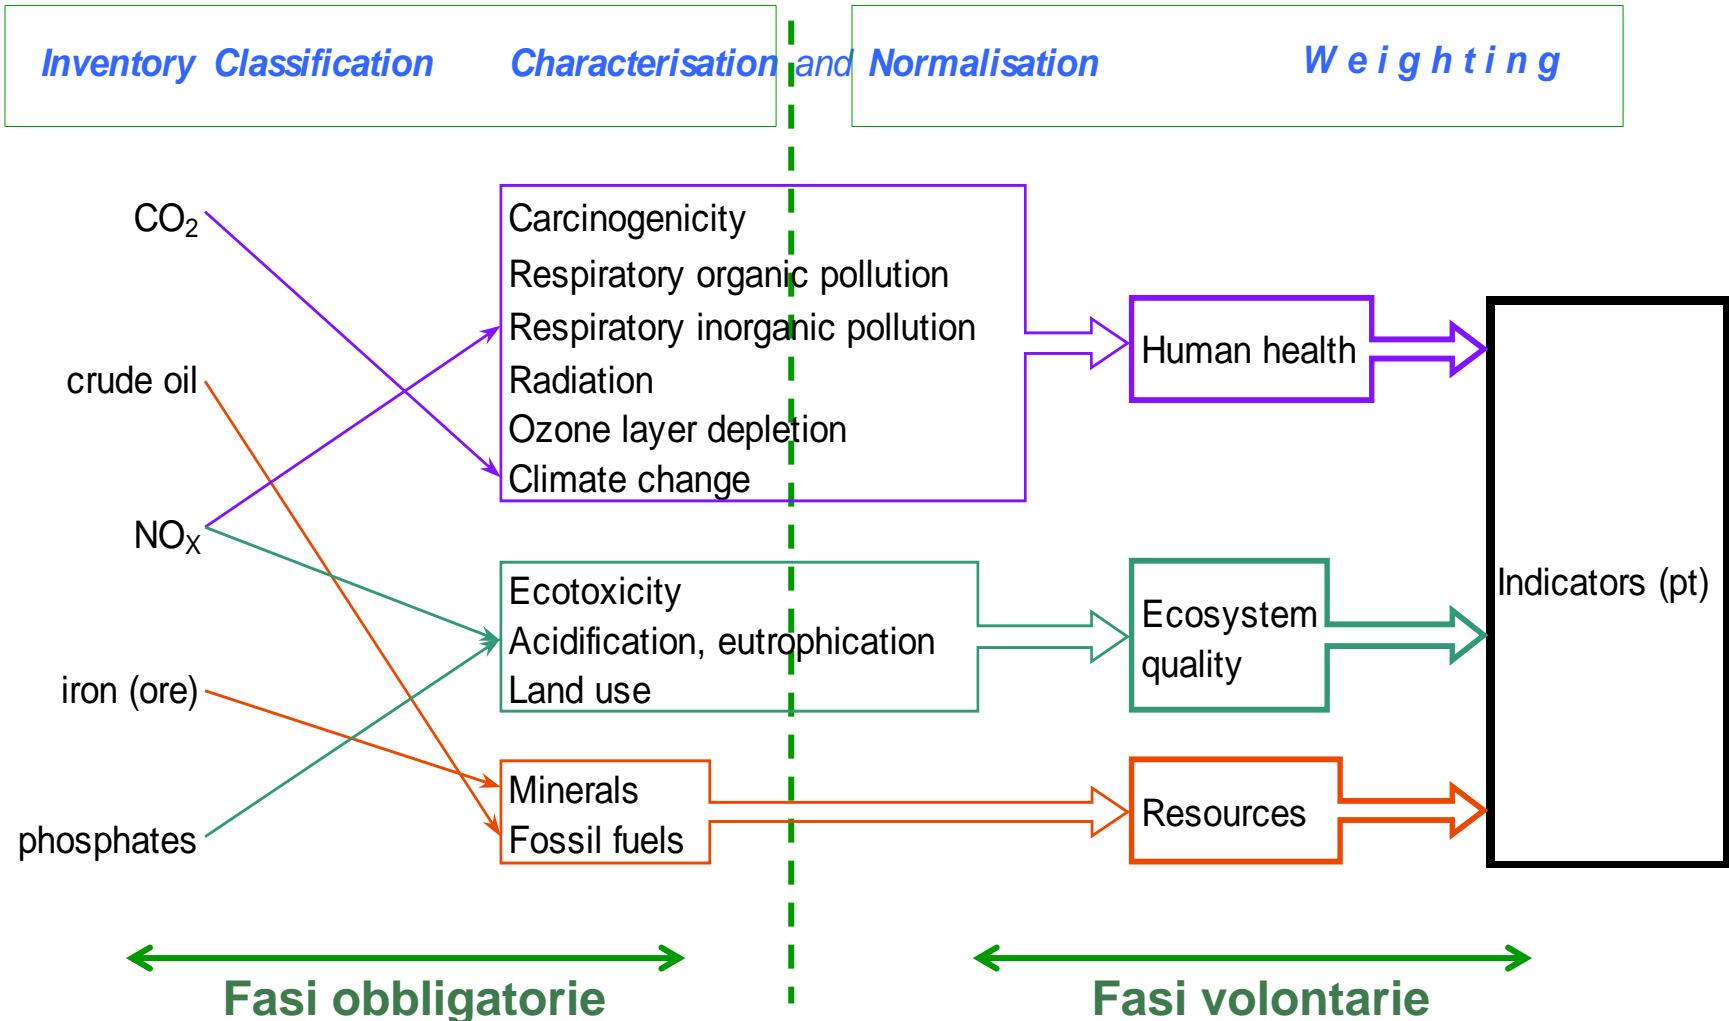 Inventory Classification Characterisation and Normalisation Weighting
CO₂
crude oil
NOₓ
iron (ore)
phosphates
Carcinogenicity
Respiratory organic pollution
Respiratory inorganic pollution
Radiation
Ozone layer depletion
Climate change
Ecotoxicity
Acidification, eutrophication
Land use
Minerals
Fossil fuels
Human health
Ecosystem
quality
Resources
Indicators (pt)
Fasi obbligatorie
Fasi volontarie